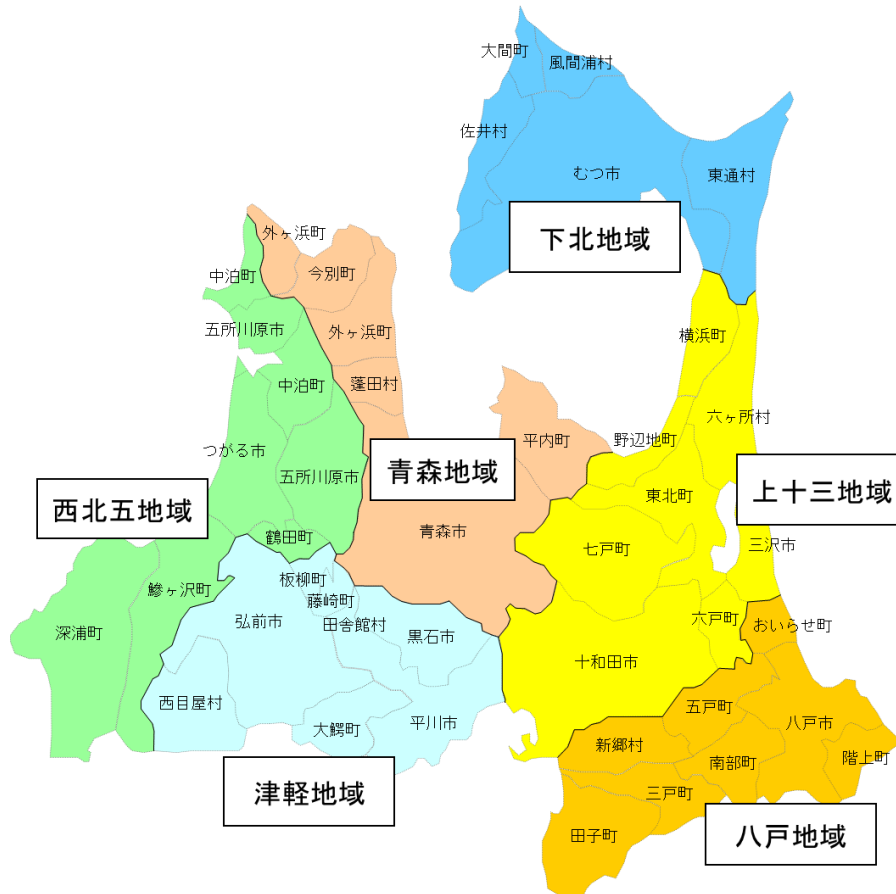 大間町
風間浦村
佐井村
むつ市
東通村
下北地域
外ヶ浜町
今別町
中泊町
五所川原市
外ヶ浜町
横浜町
中泊町
蓬田村
六ヶ所村
つがる市
平内町
野辺地町
五所川原市
青森地域
東北町
上十三地域
西北五地域
青森市
鶴田町
七戸町
三沢市
板柳町
鰺ヶ沢町
藤崎町
弘前市
田舎館村
黒石市
六戸町
おいらせ町
深浦町
十和田市
西目屋村
大鰐町
平川市
五戸町
八戸市
新郷村
南部町
階上町
津軽地域
三戸町
田子町
八戸地域